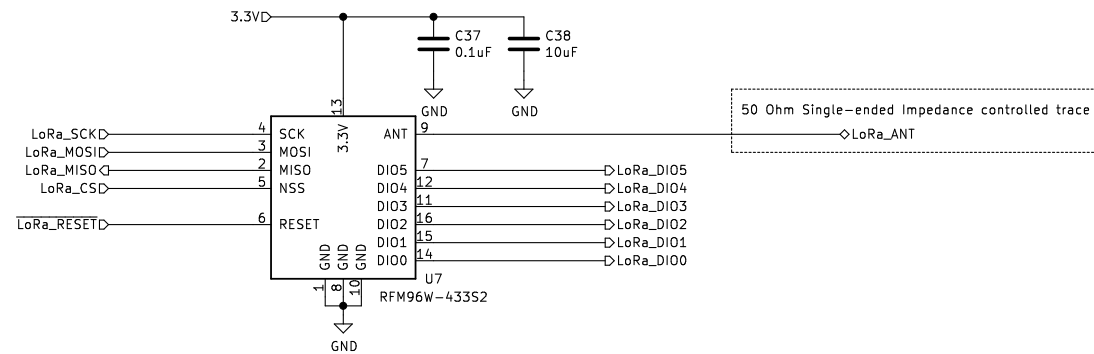 3.3V
C37
0.1uF
C38
10uF
GND
GND
50 Ohm Single-ended Impedance controlled trace
LoRa_ANT
13
3.3V
LoRa_SCK 4 SCK
LoRa_MOSI 3 MOSI
LoRa_MISO 2 MISO
LoRa_CS 5 NSS
LoRa_RESET 6 RESET
ANT 9
DIO5 7 LoRa_DIO5
DIO4 12 LoRa_DIO4
DIO3 11 LoRa_DIO3
DIO2 16 LoRa_DIO2
DIO1 15 LoRa_DIO1
DIO0 14 LoRa_DIO0
GND GND GND
1 8 10
U7
RFM96W-433S2
GND